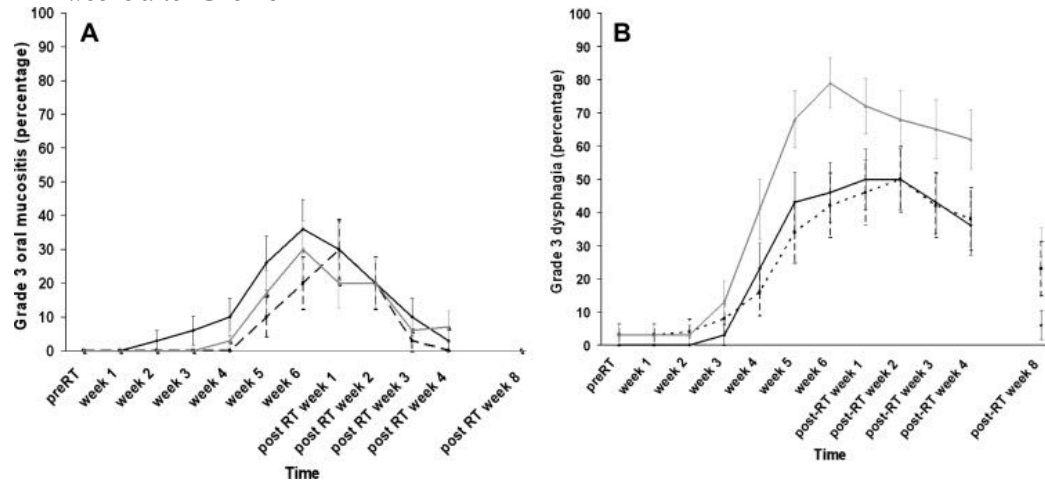 A
Grade 3 oral mucositis (percentage)
100
90
80
70
60
50
40
30
20
10
0
preRT
week 1
week 2
week 3
week 4
week 5
week 6
post RT week 1
post RT week 2
post RT week 3
post RT week 4
post RT week 8
Time
B
Grade 3 dysphagia (percentage)
100
90
80
70
60
50
40
30
20
10
0
preRT
week 1
week 2
week 3
week 4
week 5
week 6
post-RT week 1
post-RT week 2
post-RT week 3
post-RT week 4
post-RT week 8
Time